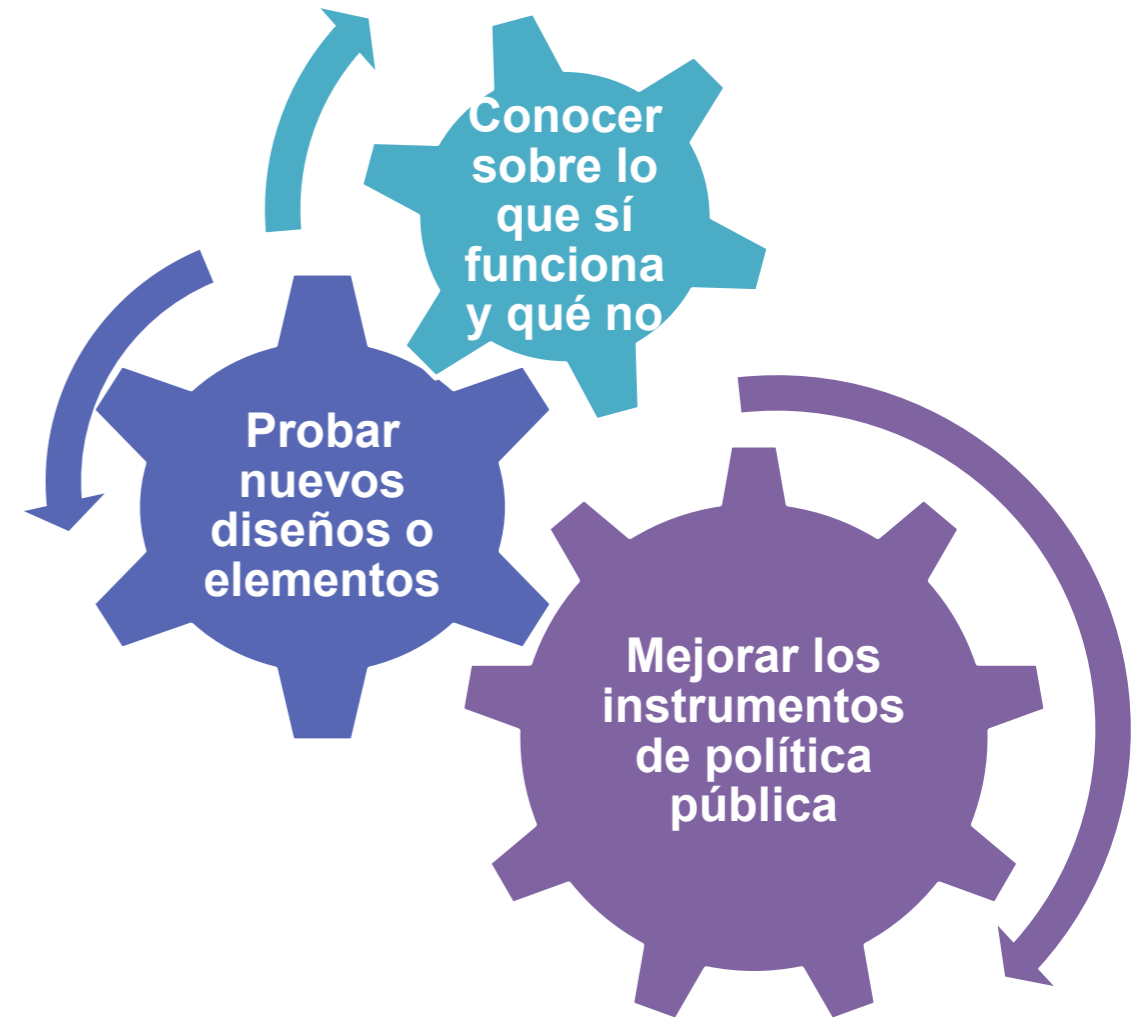 Conocer
sobre lo
que sí
funciona
y qué no
Probar
nuevos
diseños o
elementos
Mejorar los
instrumentos
de política
pública